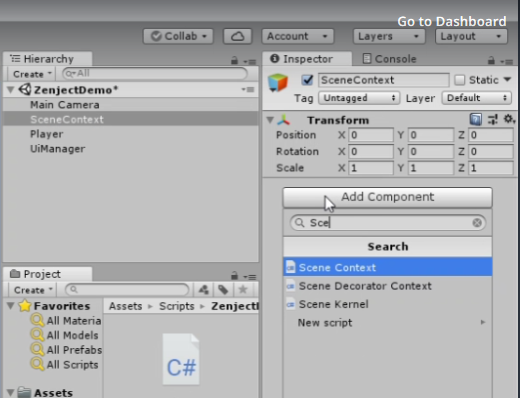 Go to Dashboard
Collab Account Layers Layout
Hierarchy
Create All
ZenjectDemo*
Main Camera
SceneContext
Player
UiManager
Inspector Console
SceneContext Static
Tag Untagged Layer Default
Transform
Position X 0 Y 0 Z 0
Rotation X 0 Y 0 Z 0
Scale X 1 Y 1 Z 1
Add Component
Sce
Search
Scene Context
Scene Decorator Context
Scene Kernel
New script
Project
Create
Favorites
All Materia
All Models
All Prefabs
All Scripts
Assets
Assets Scripts Zenject
C#